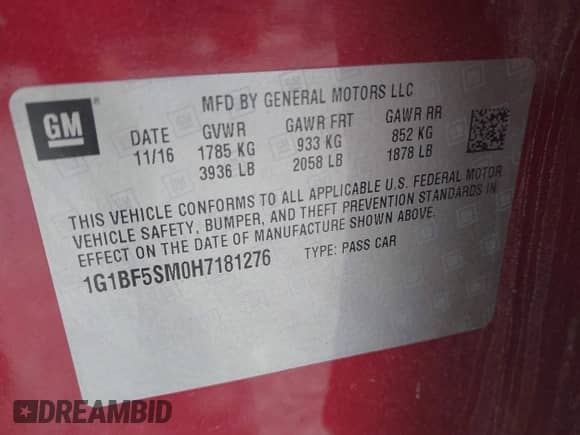 GM
®
MFD BY GENERAL MOTORS LLC
DATE GVWR GAWR FRT GAWR RR
11/16 1785 KG 933 KG 852 KG
3936 LB 2058 LB 1878 LB
THIS VEHICLE CONFORMS TO ALL APPLICABLE U.S. FEDERAL MOTOR
VEHICLE SAFETY, BUMPER, AND THEFT PREVENTION STANDARDS IN
EFFECT ON THE DATE OF MANUFACTURE SHOWN ABOVE.
1G1BF5SM0H7181276 TYPE: PASS CAR
DREAMBID